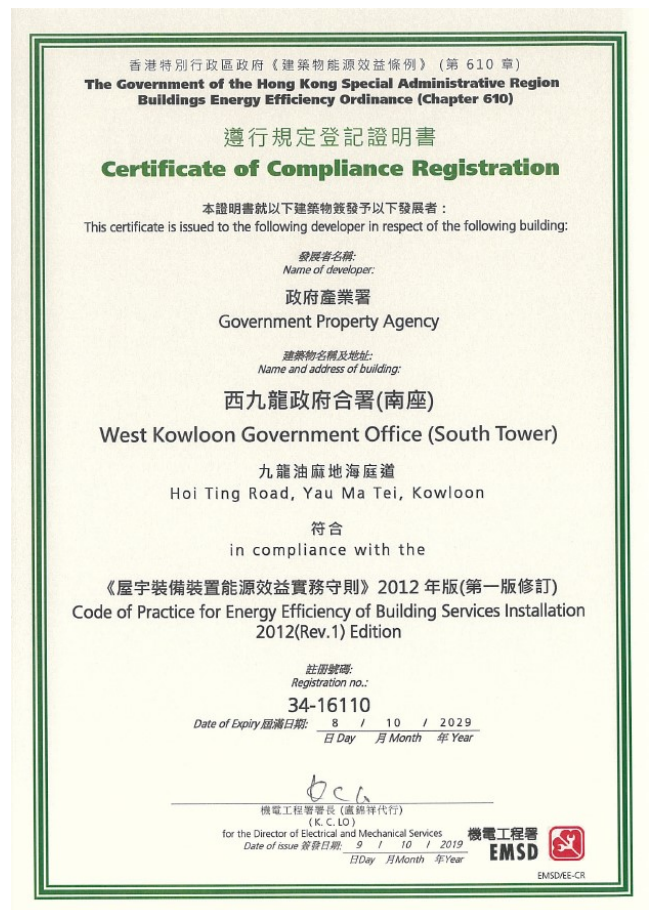 香港特別行政區政府《建築物能源效益條例》(第 610 章)
The Government of the Hong Kong Special Administrative Region
Buildings Energy Efficiency Ordinance (Chapter 610)
遵行規定登記證明書
Certificate of Compliance Registration
本證明書就以下建築物簽發予以下發展者：
This certificate is issued to the following developer in respect of the following building:
發展者名稱:
Name of developer:
政府產業署
Government Property Agency
建築物名稱及地址:
Name and address of building:
西九龍政府合署(南座)
West Kowloon Government Office (South Tower)
九龍油麻地海庭道
Hoi Ting Road, Yau Ma Tei, Kowloon
符合
in compliance with the
《屋宇裝備裝置能源效益實務守則》2012 年版(第一版修訂)
Code of Practice for Energy Efficiency of Building Services Installation
2012(Rev.1) Edition
註冊號碼:
Registration no.:
34-16110
Date of Expiry 屆滿日期: 8 / 10 / 2029
日 Day 月 Month 年 Year
機電工程署署長 (盧錦祥代行)
(K. C. LO)
for the Director of Electrical and Mechanical Services
Date of issue 簽發日期: 9 / 10 / 2019
日Day 月Month 年Year
機電工程署
EMSD
EMSD/EE-CR